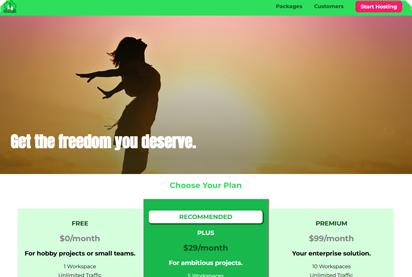 Packages
Customers
Start Hosting
Get the freedom you deserve.
Choose Your Plan
FREE
$0/month
For hobby projects or small teams.
1 Workspace
Unlimited Traffic
RECOMMENDED
PLUS
$29/month
For ambitious projects.
5 Workspaces
PREMIUM
$99/month
Your enterprise solution.
10 Workspaces
Unlimited Traffic